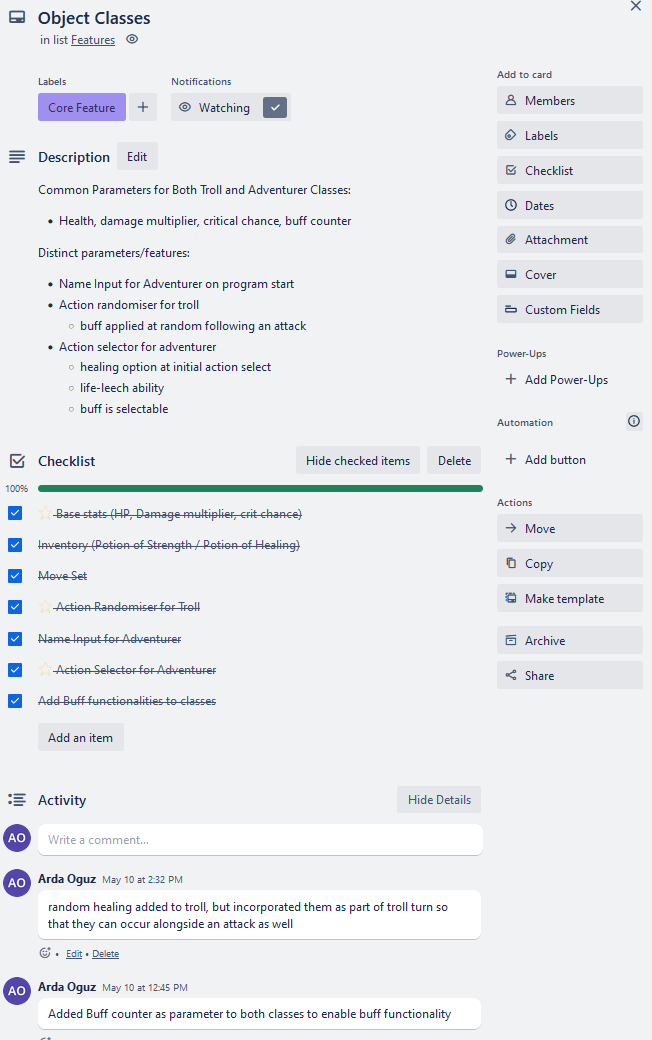 Object Classes
in list Features
Labels
Core Feature
Notifications
Watching
Description
Edit
Common Parameters for Both Troll and Adventurer Classes:
• Health, damage multiplier, critical chance, buff counter
Distinct parameters/features:
• Name Input for Adventurer on program start
• Action randomiser for troll
○ buff applied at random following an attack
• Action selector for adventurer
○ healing option at initial action select
○ life-leech ability
○ buff is selectable
Checklist
Hide checked items
Delete
100%
Base stats (HP, Damage multiplier, crit chance)
Inventory (Potion of Strength / Potion of Healing)
Move Set
Action Randomiser for Troll
Name Input for Adventurer
Action Selector for Adventurer
Add Buff functionalities to classes
Add an item
Activity
Hide Details
AO
Write a comment...
AO
Arda Oguz May 10 at 2:32 PM
random healing added to troll, but incorporated them as part of troll turn so
that they can occur alongside an attack as well
• Edit • Delete
AO
Arda Oguz May 10 at 12:45 PM
Added Buff counter as parameter to both classes to enable buff functionality
Add to card
Members
Labels
Checklist
Dates
Attachment
Cover
Custom Fields
Power-Ups
+ Add Power-Ups
Automation
+ Add button
Actions
Move
Copy
Make template
Archive
Share